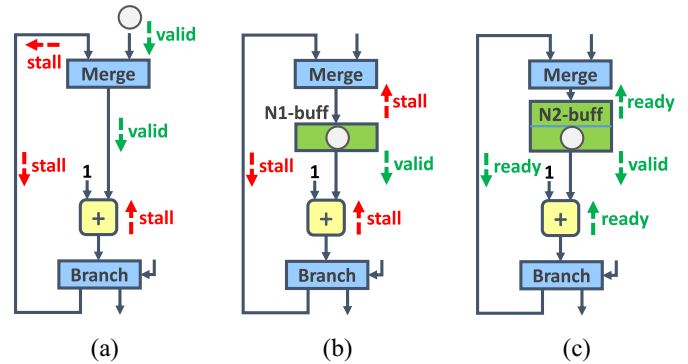 valid
stall
Merge
valid
stall
1
+
stall
Branch
(a)
Merge
stall
N1-buff
valid
stall
1
+
stall
Branch
(b)
Merge
ready
N2-buff
ready
valid
1
+
ready
Branch
(c)